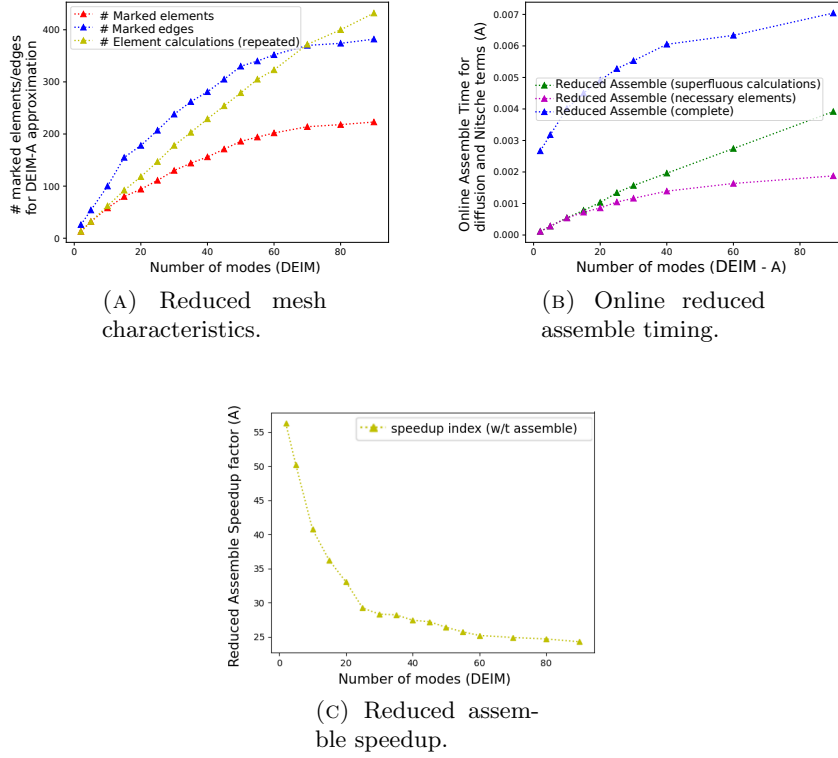 # Marked elements
# Marked edges
# Element calculations (repeated)
400
300
200
100
0
# marked elements/edges
for DEIM-A approximation
0 20 40 60 80
Number of modes (DEIM)
(A) Reduced mesh
characteristics.
0.007
0.006
0.005
0.004
0.003
0.002
0.001
0.000
Online Assemble Time for
diffusion and Nitsche terms (A)
Reduced Assemble (superfluous calculations)
Reduced Assemble (necessary elements)
Reduced Assemble (complete)
0 20 40 60 80
Number of modes (DEIM - A)
(B) Online reduced
assemble timing.
55
50
45
40
35
30
25
Reduced Assemble Speedup factor (A)
speedup index (w/t assemble)
0 20 40 60 80
Number of modes (DEIM)
(C) Reduced assem-
ble speedup.